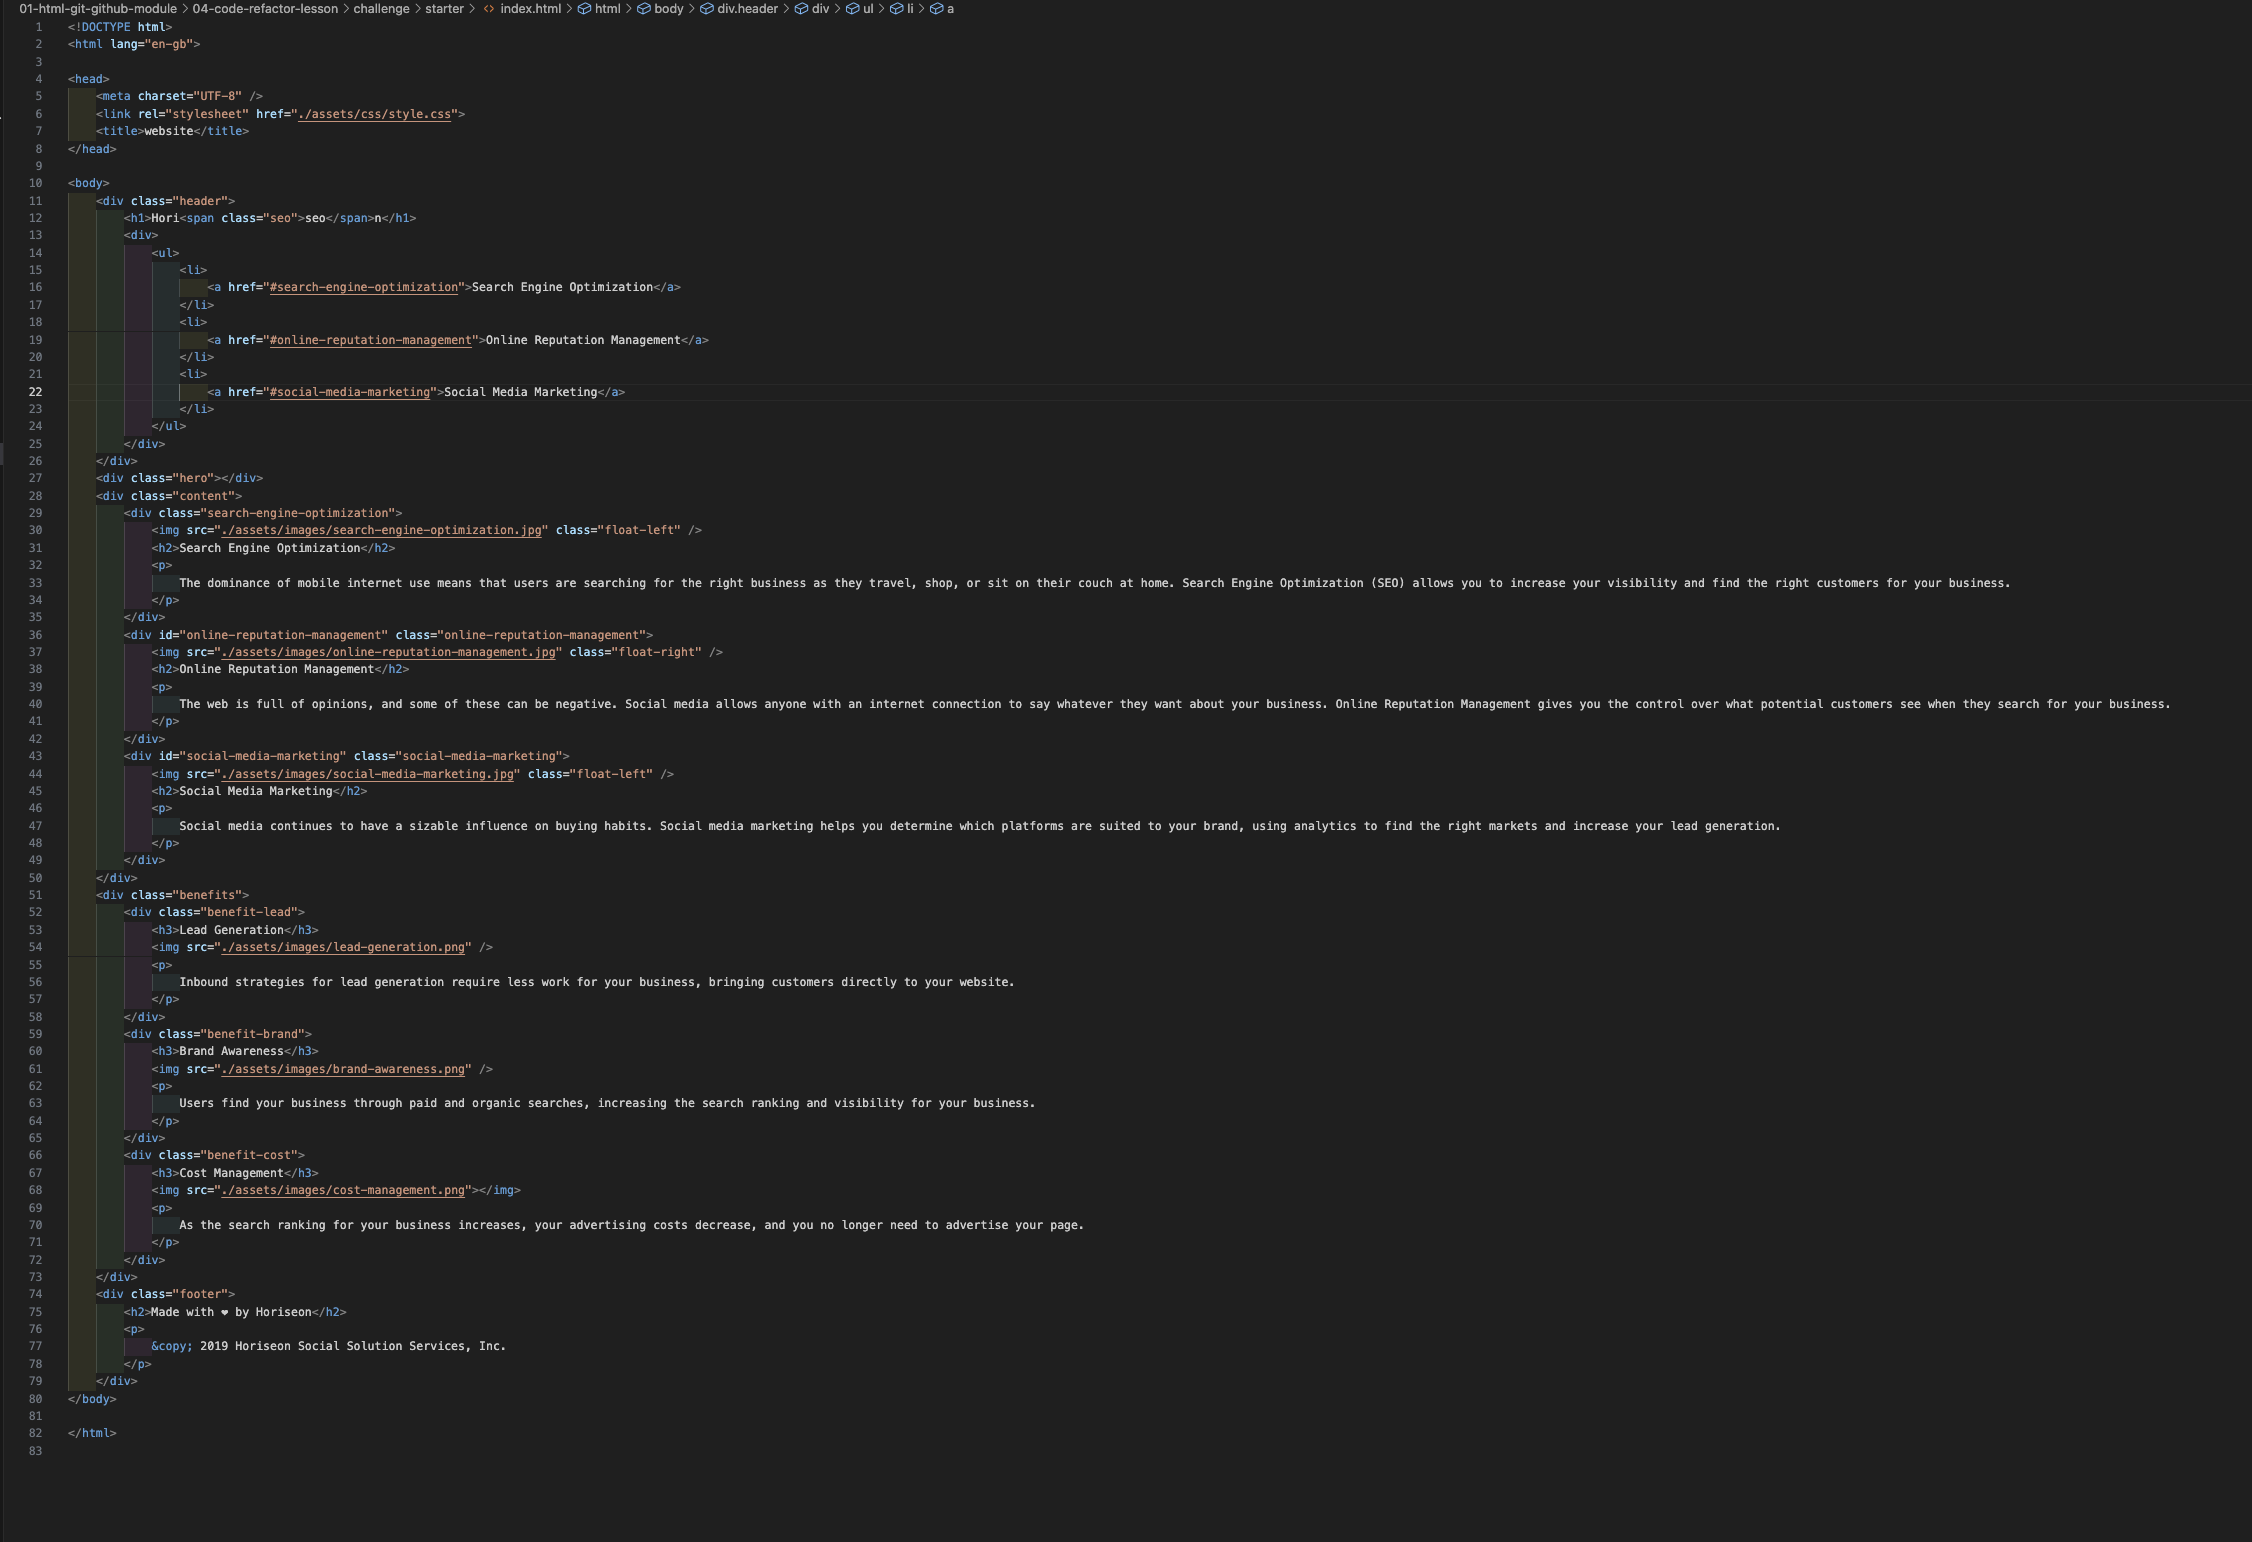 01-html-git-github-module > 04-code-refactor-lesson > challenge > starter > <> index.html > html > body > div.header > div > ul > li > a
1 <!DOCTYPE html>
2 <html lang="en-gb">
3
4 <head>
5 <meta charset="UTF-8" />
6 <link rel="stylesheet" href="./assets/css/style.css">
7 <title>website</title>
8 </head>
9
10 <body>
11 <div class="header">
12 <h1>Hori<span class="seo">seo</span>n</h1>
13 <div>
14 <ul>
15 <li>
16 <a href="#search-engine-optimization">Search Engine Optimization</a>
17 </li>
18 <li>
19 <a href="#online-reputation-management">Online Reputation Management</a>
20 </li>
21 <li>
22 <a href="#social-media-marketing">Social Media Marketing</a>
23 </li>
24 </ul>
25 </div>
26 </div>
27 <div class="hero"></div>
28 <div class="content">
29 <div class="search-engine-optimization">
30 <img src="./assets/images/search-engine-optimization.jpg" class="float-left" />
31 <h2>Search Engine Optimization</h2>
32 <p>
33 The dominance of mobile internet use means that users are searching for the right business as they travel, shop, or sit on their couch at home. Search Engine Optimization (SEO) allows you to increase your visibility and find the right customers for your business.
34 </p>
35 </div>
36 <div id="online-reputation-management" class="online-reputation-management">
37 <img src="./assets/images/online-reputation-management.jpg" class="float-right" />
38 <h2>Online Reputation Management</h2>
39 <p>
40 The web is full of opinions, and some of these can be negative. Social media allows anyone with an internet connection to say whatever they want about your business. Online Reputation Management gives you the control over what potential customers see when they search for your business.
41 </p>
42 </div>
43 <div id="social-media-marketing" class="social-media-marketing">
44 <img src="./assets/images/social-media-marketing.jpg" class="float-left" />
45 <h2>Social Media Marketing</h2>
46 <p>
47 Social media continues to have a sizable influence on buying habits. Social media marketing helps you determine which platforms are suited to your brand, using analytics to find the right markets and increase your lead generation.
48 </p>
49 </div>
50 </div>
51 <div class="benefits">
52 <div class="benefit-lead">
53 <h3>Lead Generation</h3>
54 <img src="./assets/images/lead-generation.png" />
55 <p>
56 Inbound strategies for lead generation require less work for your business, bringing customers directly to your website.
57 </p>
58 </div>
59 <div class="benefit-brand">
60 <h3>Brand Awareness</h3>
61 <img src="./assets/images/brand-awareness.png" />
62 <p>
63 Users find your business through paid and organic searches, increasing the search ranking and visibility for your business.
64 </p>
65 </div>
66 <div class="benefit-cost">
67 <h3>Cost Management</h3>
68 <img src="./assets/images/cost-management.png"></img>
69 <p>
70 As the search ranking for your business increases, your advertising costs decrease, and you no longer need to advertise your page.
71 </p>
72 </div>
73 </div>
74 <div class="footer">
75 <h2>Made with ❤ by Horiseon</h2>
76 <p>
77 &copy; 2019 Horiseon Social Solution Services, Inc.
78 </p>
79 </div>
80 </body>
81
82 </html>
83